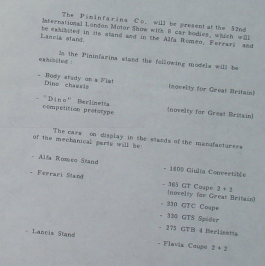 The Pininfarina Co. will be present at the 52nd
International London Motor Show with 8 car bodies, which will
be exhibited in its stand and in the Alfa Romeo, Ferrari and
Lancia stand.
In the Pininfarina stand the following models will be
exhibited :
- Body study on a Fiat
Dino chassis (novelty for Great Britain)
- "Dino" Berlinetta
competition prototype (novelty for Great Britain)
The cars on display in the stands of the manufacturers
of the mechanical parts will be:
- Alfa Romeo Stand - 1600 Giulia Convertible
- Ferrari Stand - 365 GT Coupe 2 + 2
(novelty for Great Britain)
- 330 GTC Coupe
- 330 GTS Spider
- 275 GTB 4 Berlinetta
- Lancia Stand - Flavia Coupe 2 + 2